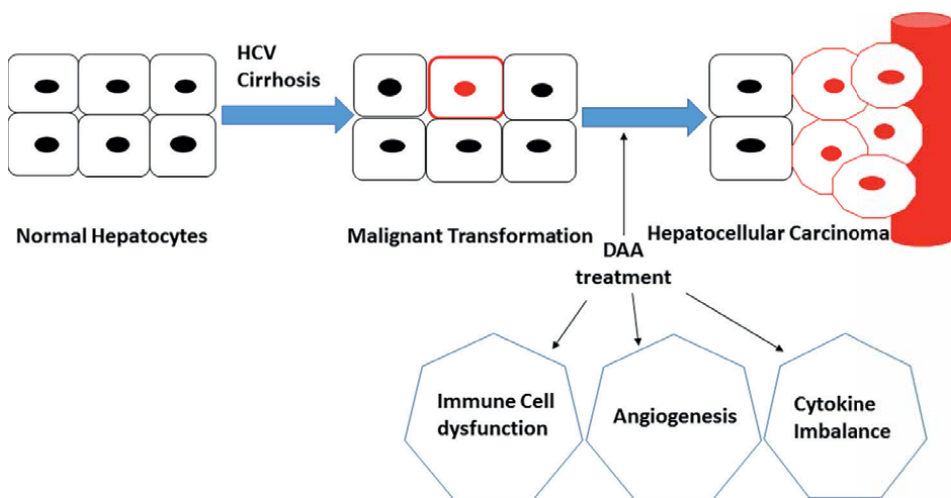 HCV
Cirrhosis
Normal Hepatocytes
Malignant Transformation
Hepatocellular Carcinoma
DAA
treatment
Immune Cell
dysfunction
Angiogenesis
Cytokine
Imbalance